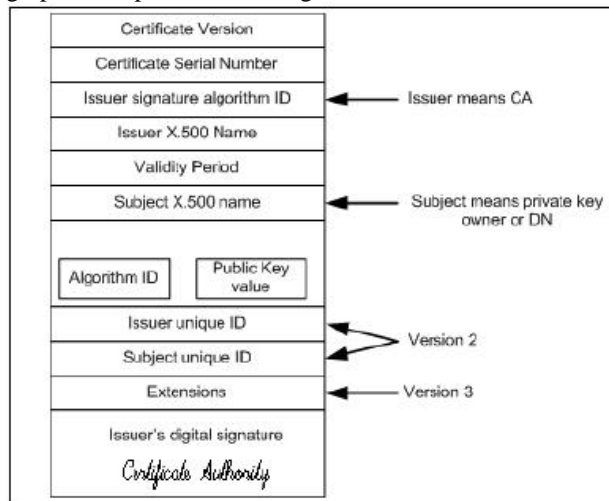 Certificate Version
Certificate Serial Number
Issuer signature algorithm ID
Issuer means CA
Issuer X.500 Name
Validity Period
Subject X.500 name
Subject means private key
owner or DN
Algorithm ID
Public Key
value
Issuer unique ID
Version 2
Subject unique ID
Extensions
Version 3
Issuer's digital signature
Certificate Authority